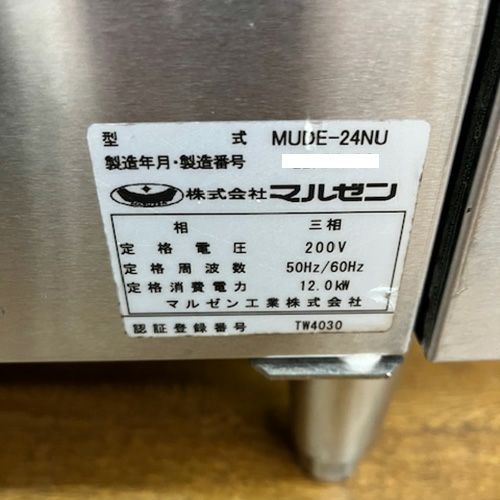 型 式 MUDE-24NU
製造年月・製造番号
株式会社 マルゼン
相 三相
定格電圧 200V
定格周波数 50Hz/60Hz
定格消費電力 12.0kW
マルゼン工業株式会社
認証登録番号 TW4030